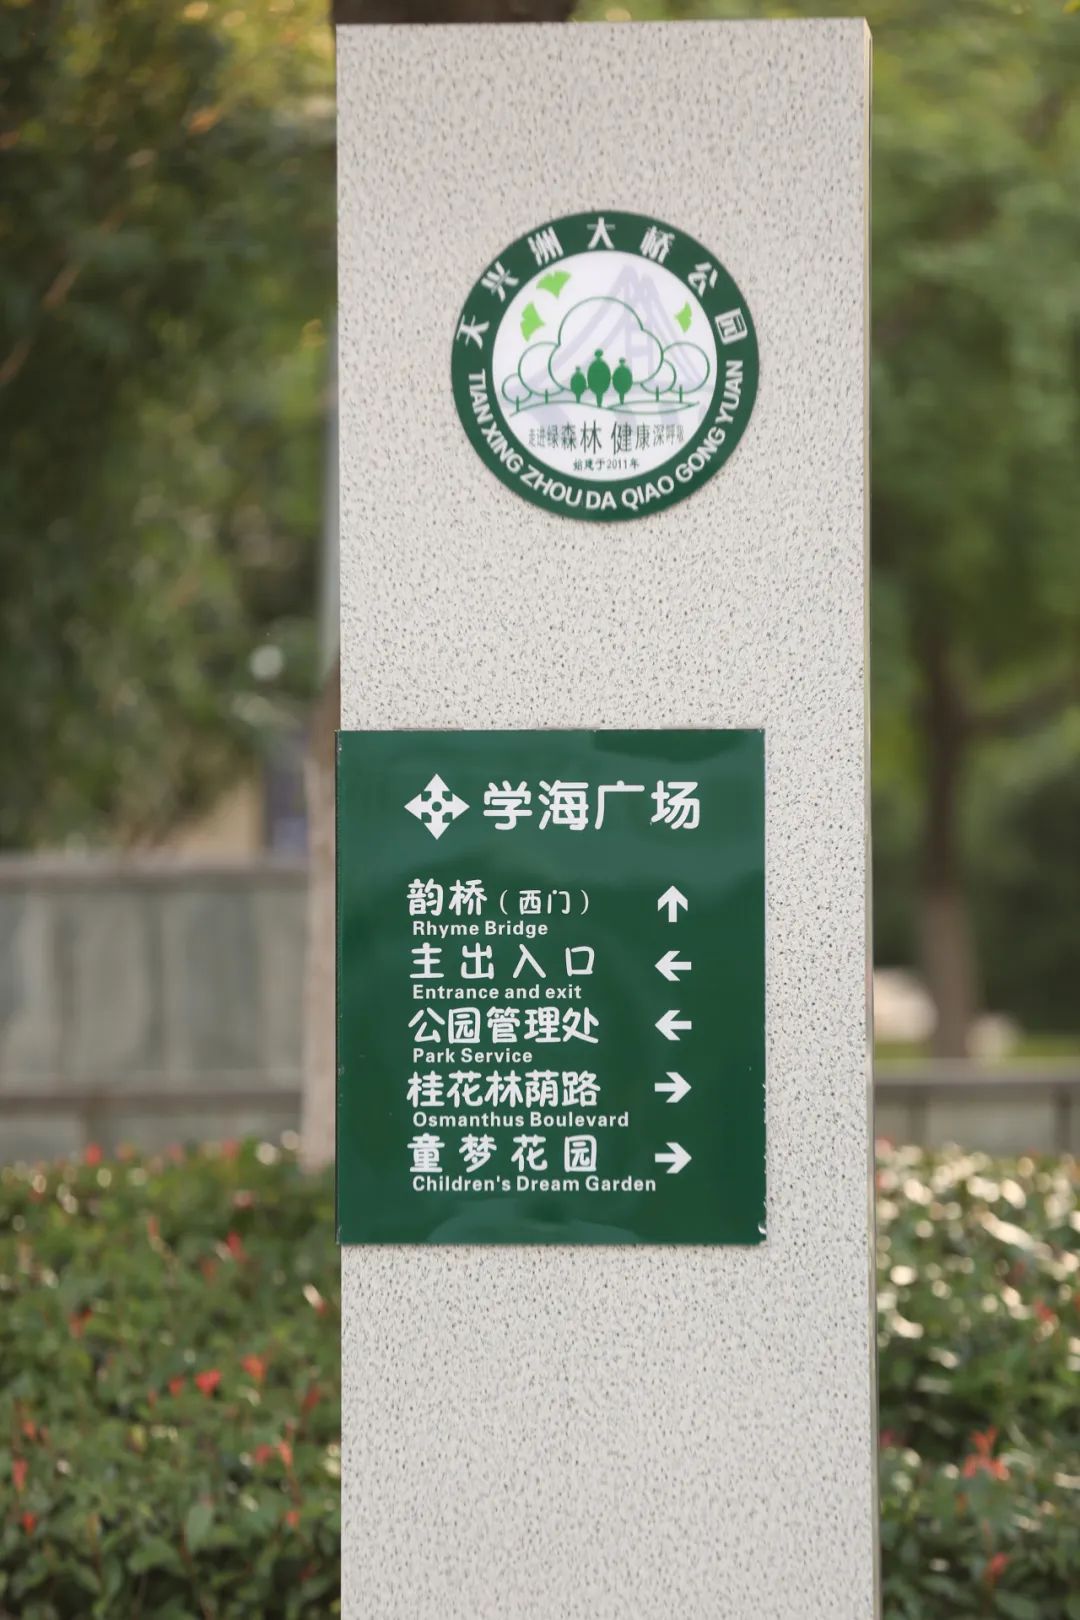 天兴洲大桥公园
走进绿森林 健康深呼吸
始建于2011年
TIAN XING ZHOU DA QIAO GONG YUAN
学海广场
韵桥（西门）
Rhyme Bridge
主出入口
Entrance and exit
公园管理处
Park Service
桂花林荫路
Osmanthus Boulevard
童梦花园
Children's Dream Garden